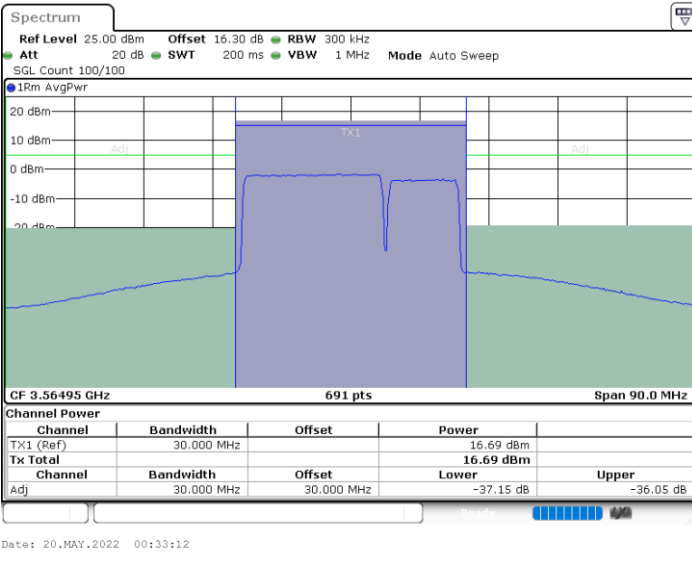 Spectrum
Ref Level 25.00 dBm Offset 16.30 dB RBW 300 kHz
Att 20 dB SWT 200 ms VBW 1 MHz Mode Auto Sweep
SGL Count 100/100
1Rm AvgPwr
20 dBm
TX1
10 dBm
Adj Adj
0 dBm
-10 dBm
-20 dBm
CF 3.56495 GHz 691 pts Span 90.0 MHz
Channel Power
Channel Bandwidth Offset Power
TX1 (Ref) 30.000 MHz 16.69 dBm
Tx Total 16.69 dBm
Channel Bandwidth Offset Lower Upper
Adj 30.000 MHz 30.000 MHz -37.15 dB -36.05 dB
Ready
Date: 20.MAY.2022 00:33:12